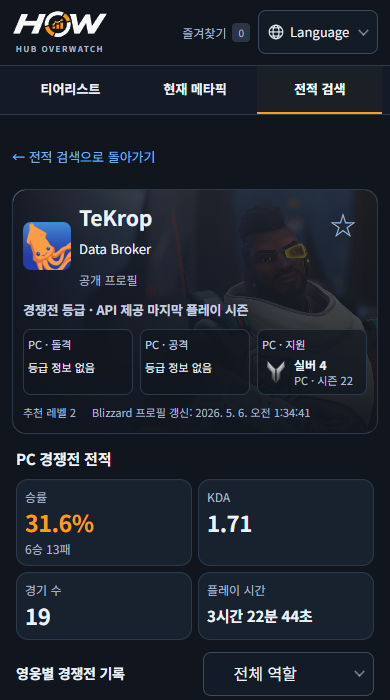 HOW
HUB OVERWATCH
즐겨찾기 0
Language
티어리스트 현재 메타픽 전적 검색
← 전적 검색으로 돌아가기
TeKrop
Data Broker
공개 프로필
경쟁전 등급 · API 제공 마지막 플레이 시즌
PC · 돌격
등급 정보 없음
PC · 공격
등급 정보 없음
PC · 지원
실버 4
PC · 시즌 22
추천 레벨 2 Blizzard 프로필 갱신: 2026. 5. 6. 오전 1:34:41
PC 경쟁전 전적
승률
31.6%
6승 13패
KDA
1.71
경기 수
19
플레이 시간
3시간 22분 44초
영웅별 경쟁전 기록
전체 역할